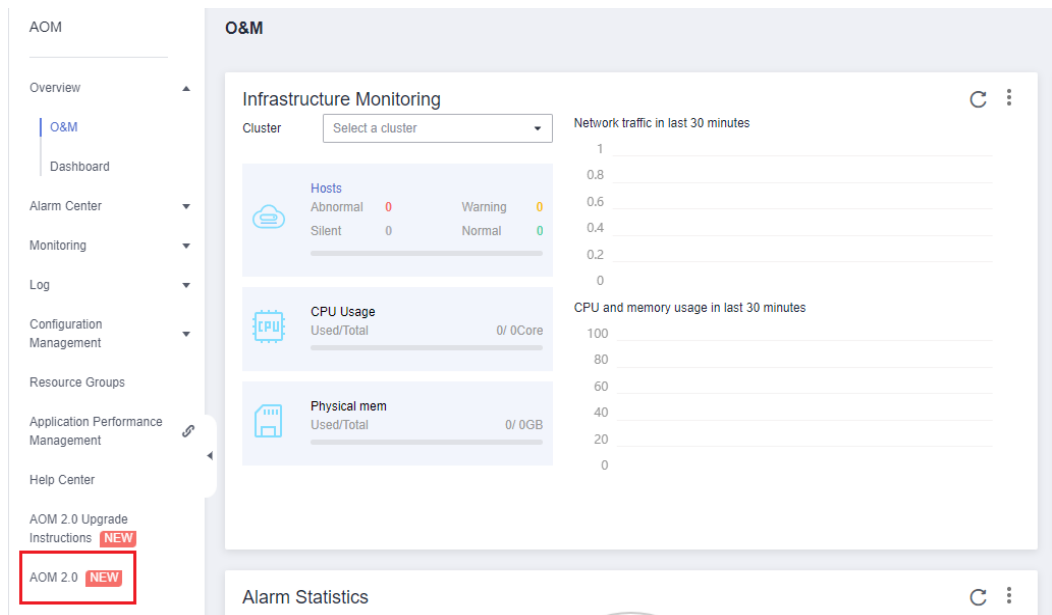 AOM
Overview
O&M
Dashboard
Alarm Center
Monitoring
Log
Configuration
Management
Resource Groups
Application Performance
Management
Help Center
AOM 2.0 Upgrade
Instructions NEW
AOM 2.0 NEW
O&M
Infrastructure Monitoring
Cluster Select a cluster
Hosts
Abnormal 0 Warning 0
Silent 0 Normal 0
CPU
CPU Usage
Used/Total 0/ 0Core
Physical mem
Used/Total 0/ 0GB
Network traffic in last 30 minutes
1
0.8
0.6
0.4
0.2
0
CPU and memory usage in last 30 minutes
100
80
60
40
20
0
Alarm Statistics